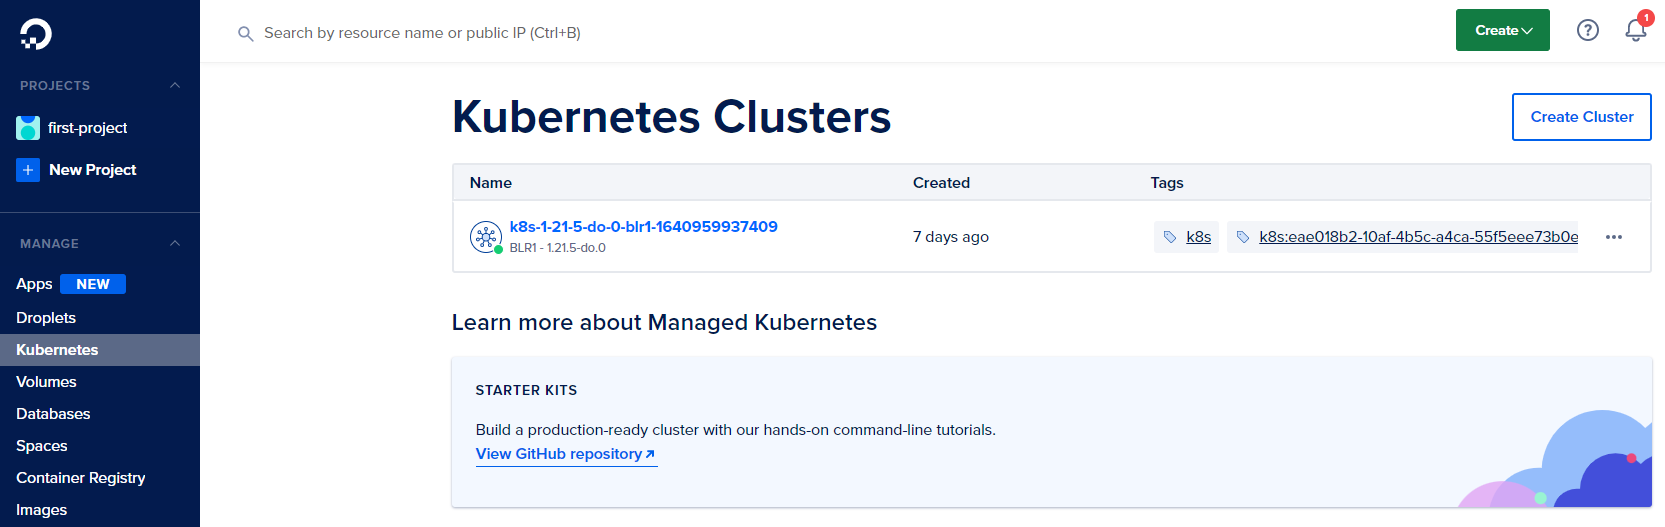 Search by resource name or public IP (Ctrl+B)
Create
?
1
PROJECTS
first-project
+ New Project
MANAGE
Apps NEW
Droplets
Kubernetes
Volumes
Databases
Spaces
Container Registry
Images
Kubernetes Clusters
Create Cluster
Name Created Tags
k8s-1-21-5-do-0-blr1-1640959937409
BLR1 - 1.21.5-do.0
7 days ago
k8s k8s:eae018b2-10af-4b5c-a4ca-55f5eee73b0e
Learn more about Managed Kubernetes
STARTER KITS
Build a production-ready cluster with our hands-on command-line tutorials.
View GitHub repository